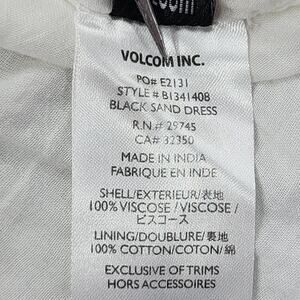 VOLCOM INC.
PO# E2131
STYLE # B1341408
BLACK SAND DRESS
R.N.# 29745
CA# 32350
MADE IN INDIA
FABRIQUE EN INDE
SHELL/EXTERIEUR/表地
100% VISCOSE / VISCOSE /
ビスコース
LINING/DOUBLURE/裏地
100% COTTON/COTON/綿
EXCLUSIVE OF TRIMS
HORS ACCESSOIRES